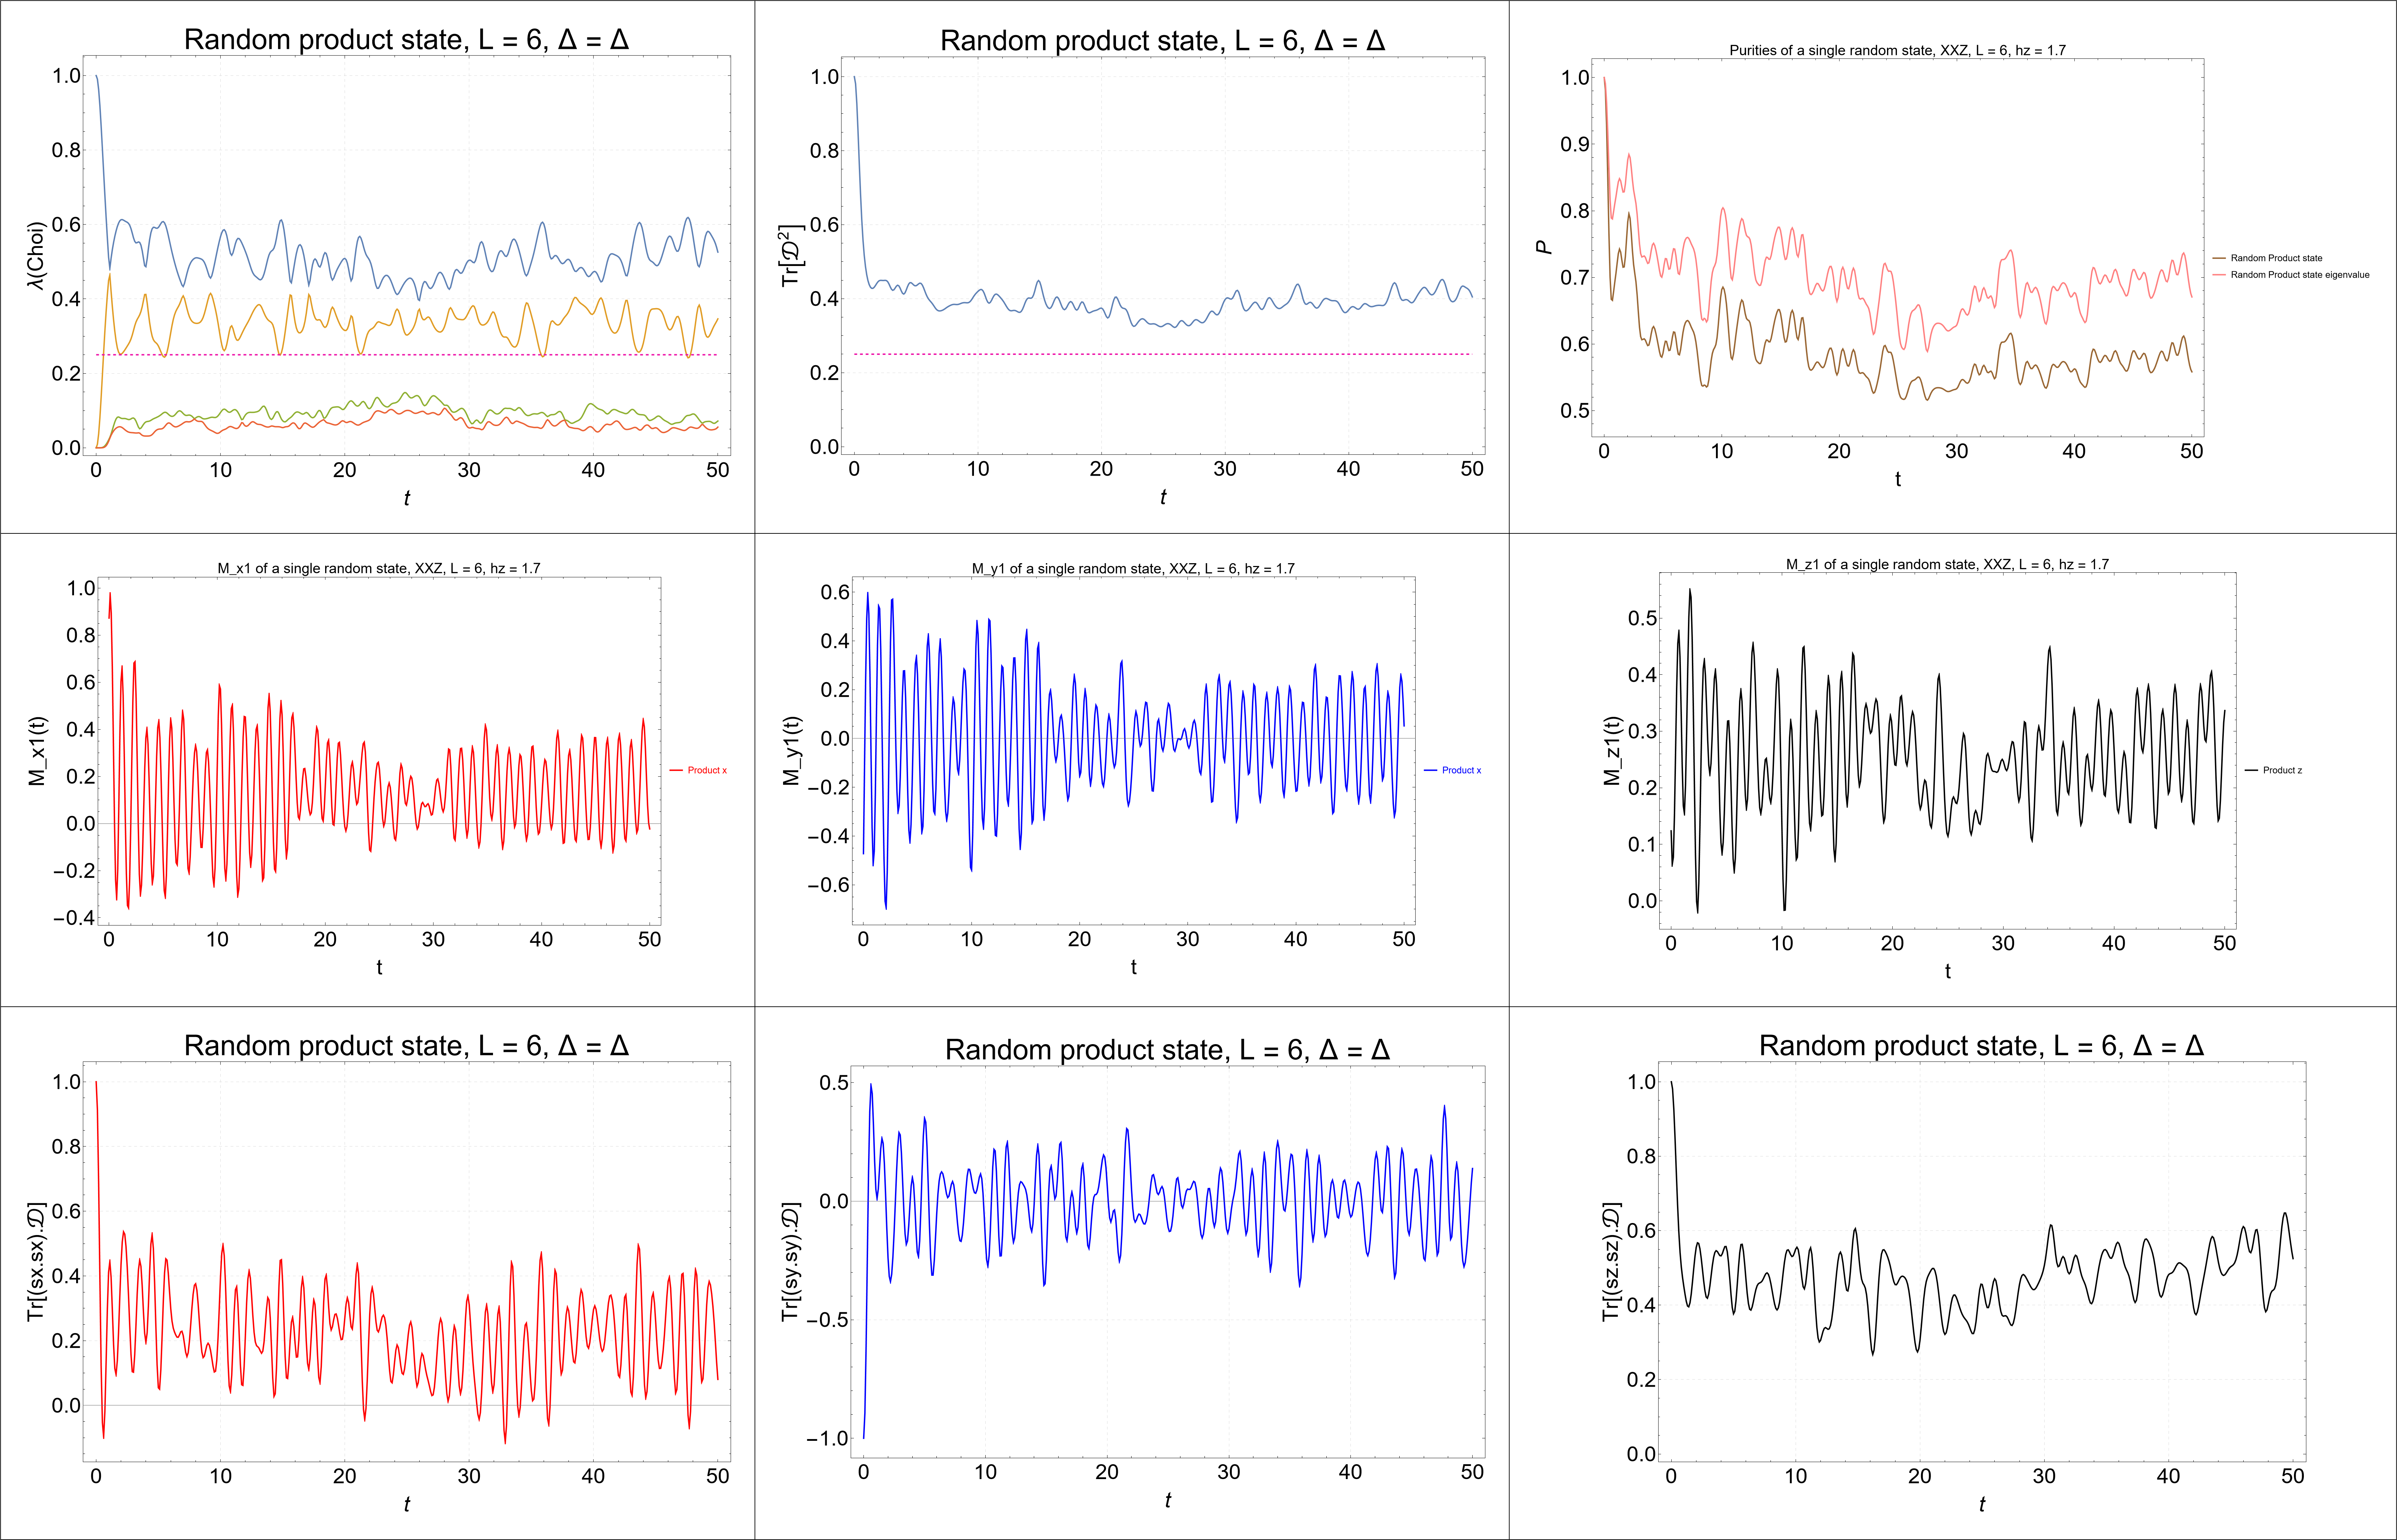 Random product state, L = 6, Δ = Δ
λ(Choi)
1.0
0.8
0.6
0.4
0.2
0.0
0 10 20 30 40 50
t
Random product state, L = 6, Δ = Δ
Tr[𝒟²]
1.0
0.8
0.6
0.4
0.2
0.0
0 10 20 30 40 50
t
Purities of a single random state, XXZ, L = 6, hz = 1.7
P
1.0
0.9
0.8
0.7
0.6
0.5
0 10 20 30 40 50
t
Random Product state
Random Product state eigenvalue
M_x1 of a single random state, XXZ, L = 6, hz = 1.7
M_x1(t)
1.0
0.8
0.6
0.4
0.2
0.0
−0.2
−0.4
0 10 20 30 40 50
t
Product x
M_y1 of a single random state, XXZ, L = 6, hz = 1.7
M_y1(t)
0.6
0.4
0.2
0.0
−0.2
−0.4
−0.6
0 10 20 30 40 50
t
Product x
M_z1 of a single random state, XXZ, L = 6, hz = 1.7
M_z1(t)
0.5
0.4
0.3
0.2
0.1
0.0
0 10 20 30 40 50
t
Product z
Random product state, L = 6, Δ = Δ
Tr[(sx.sx).𝒟]
1.0
0.8
0.6
0.4
0.2
0.0
0 10 20 30 40 50
t
Random product state, L = 6, Δ = Δ
Tr[(sy.sy).𝒟]
0.5
0.0
−0.5
−1.0
0 10 20 30 40 50
t
Random product state, L = 6, Δ = Δ
Tr[(sz.sz).𝒟]
1.0
0.8
0.6
0.4
0.2
0.0
0 10 20 30 40 50
t